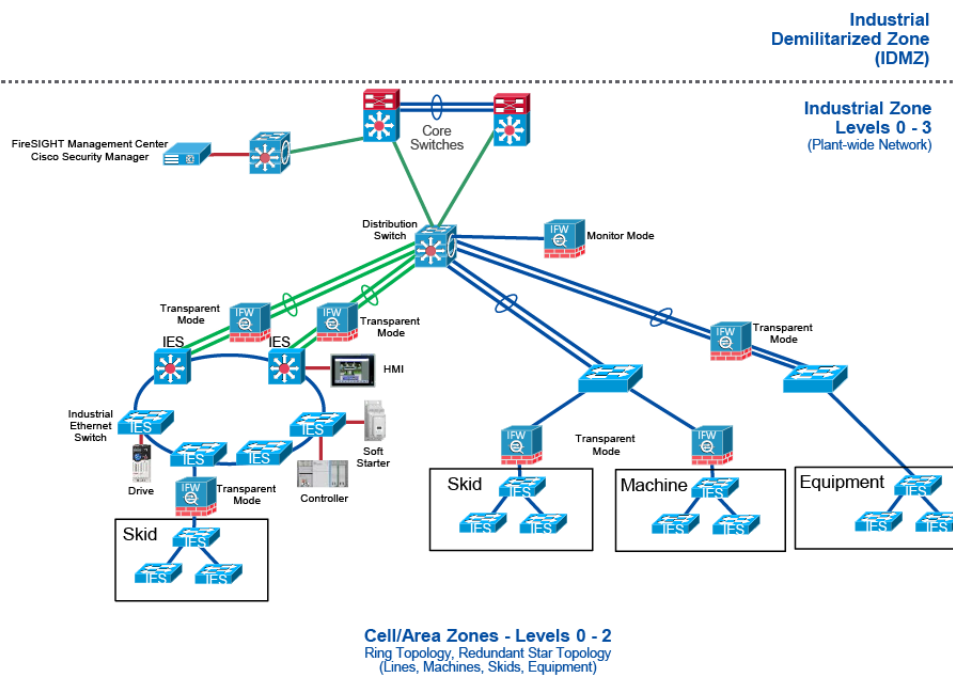 Industrial
Demilitarized Zone
(IDMZ)
Industrial Zone
Levels 0 - 3
(Plant-wide Network)
FireSIGHT Management Center
Cisco Security Manager
Core
Switches
Distribution
Switch
IFW
Monitor Mode
Transparent
Mode
IFW
IFW
Transparent
Mode
IFW
Transparent
Mode
IES
IES
HMI
Industrial
Ethernet
Switch
IES
IES
IES
IES
Soft
Starter
Drive
Controller
IFW
Transparent
Mode
IFW
Transparent
Mode
IFW
Skid
IES
IES
IES
Skid
IES
IES
IES
Machine
IES
IES
IES
Equipment
IES
IES
IES
Cell/Area Zones - Levels 0 - 2
Ring Topology, Redundant Star Topology
(Lines, Machines, Skids, Equipment)